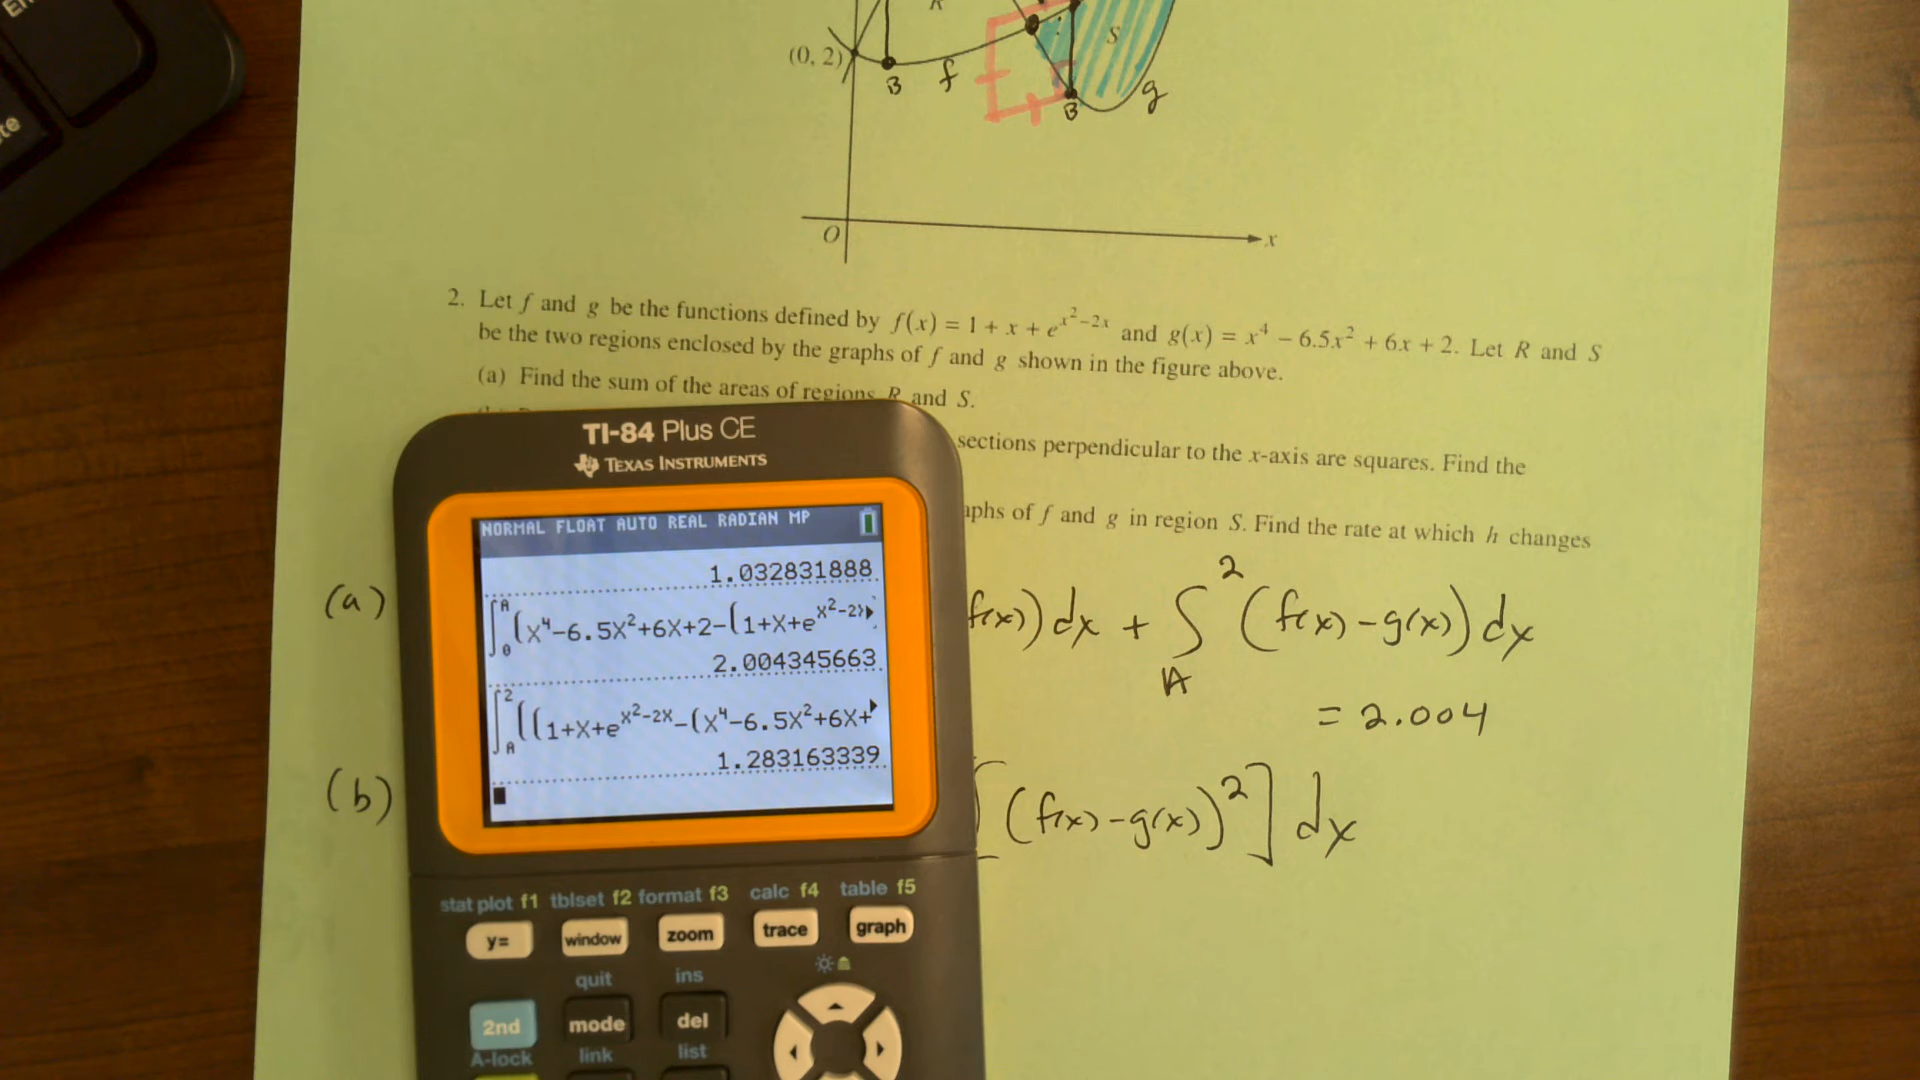 R
S
(0, 2)
B
f
B
g
O
x
2. Let f and g be the functions defined by f(x) = 1 + x + e^{x²−2x} and g(x) = x⁴ − 6.5x² + 6x + 2. Let R and S
be the two regions enclosed by the graphs of f and g shown in the figure above.
(a) Find the sum of the areas of regions R and S.
sections perpendicular to the x-axis are squares. Find the
aphs of f and g in region S. Find the rate at which h changes
(a)
f(x)) dx + ∫_A^2 (f(x) − g(x)) dx
= 2.004
(b)
[(f(x) − g(x))²] dx
TI-84 Plus CE
TEXAS INSTRUMENTS
NORMAL FLOAT AUTO REAL RADIAN MP
1.032831888
∫_0^A (X⁴−6.5X²+6X+2−(1+X+e^{X²−2X
2.004345663
∫_A^2 ((1+X+e^{X²−2X}−(X⁴−6.5X²+6X+
1.283163339
stat plot f1 tblset f2 format f3 calc f4 table f5
y= window zoom trace graph
quit ins
2nd mode del
A-lock link list